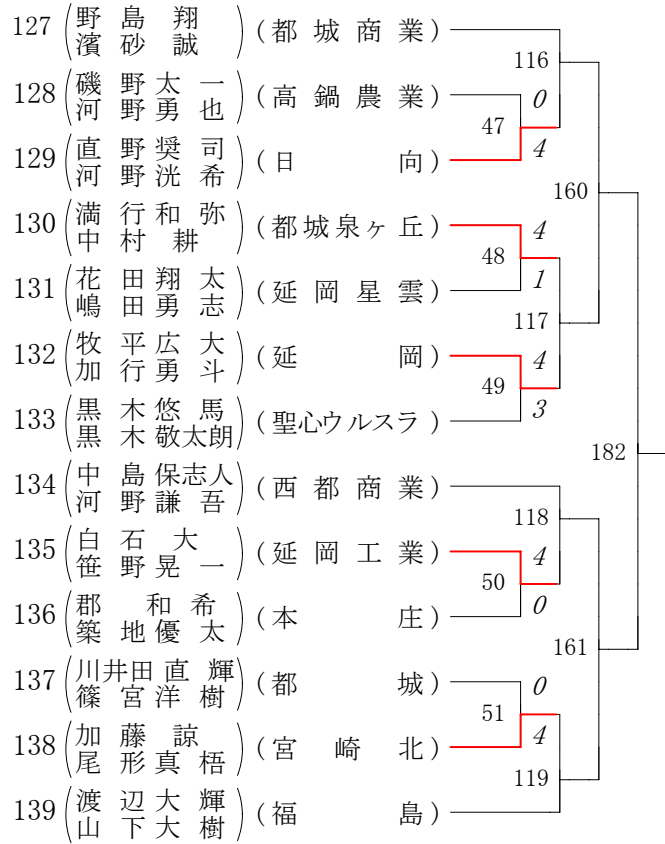 127 (野島 翔 (都城商業)
濱砂 誠)
116
128 (磯野太一 (高鍋農業) 0
河野勇也)
47
129 (直野奨司 (日向) 4
河野洸希)
160
130 (満行和弥 (都城泉ヶ丘) 4
中村 耕)
48
131 (花田翔太 (延岡星雲) 1
嶋田勇志)
117
132 (牧平広大 (延岡) 4
加行勇斗)
49
133 (黒木悠馬 (聖心ウルスラ) 3
黒木敬太朗)
182
134 (中島保志人 (西都商業)
河野謙吾)
118
135 (白石 大 (延岡工業) 4
笹野晃一)
50
136 (郡 和希 (本庄) 0
築地優太)
161
137 (川井田直輝 (都城) 0
篠宮洋樹)
51
138 (加藤 諒 (宮崎北) 4
尾形真梧)
119
139 (渡辺大輝 (福島)
山下大樹)